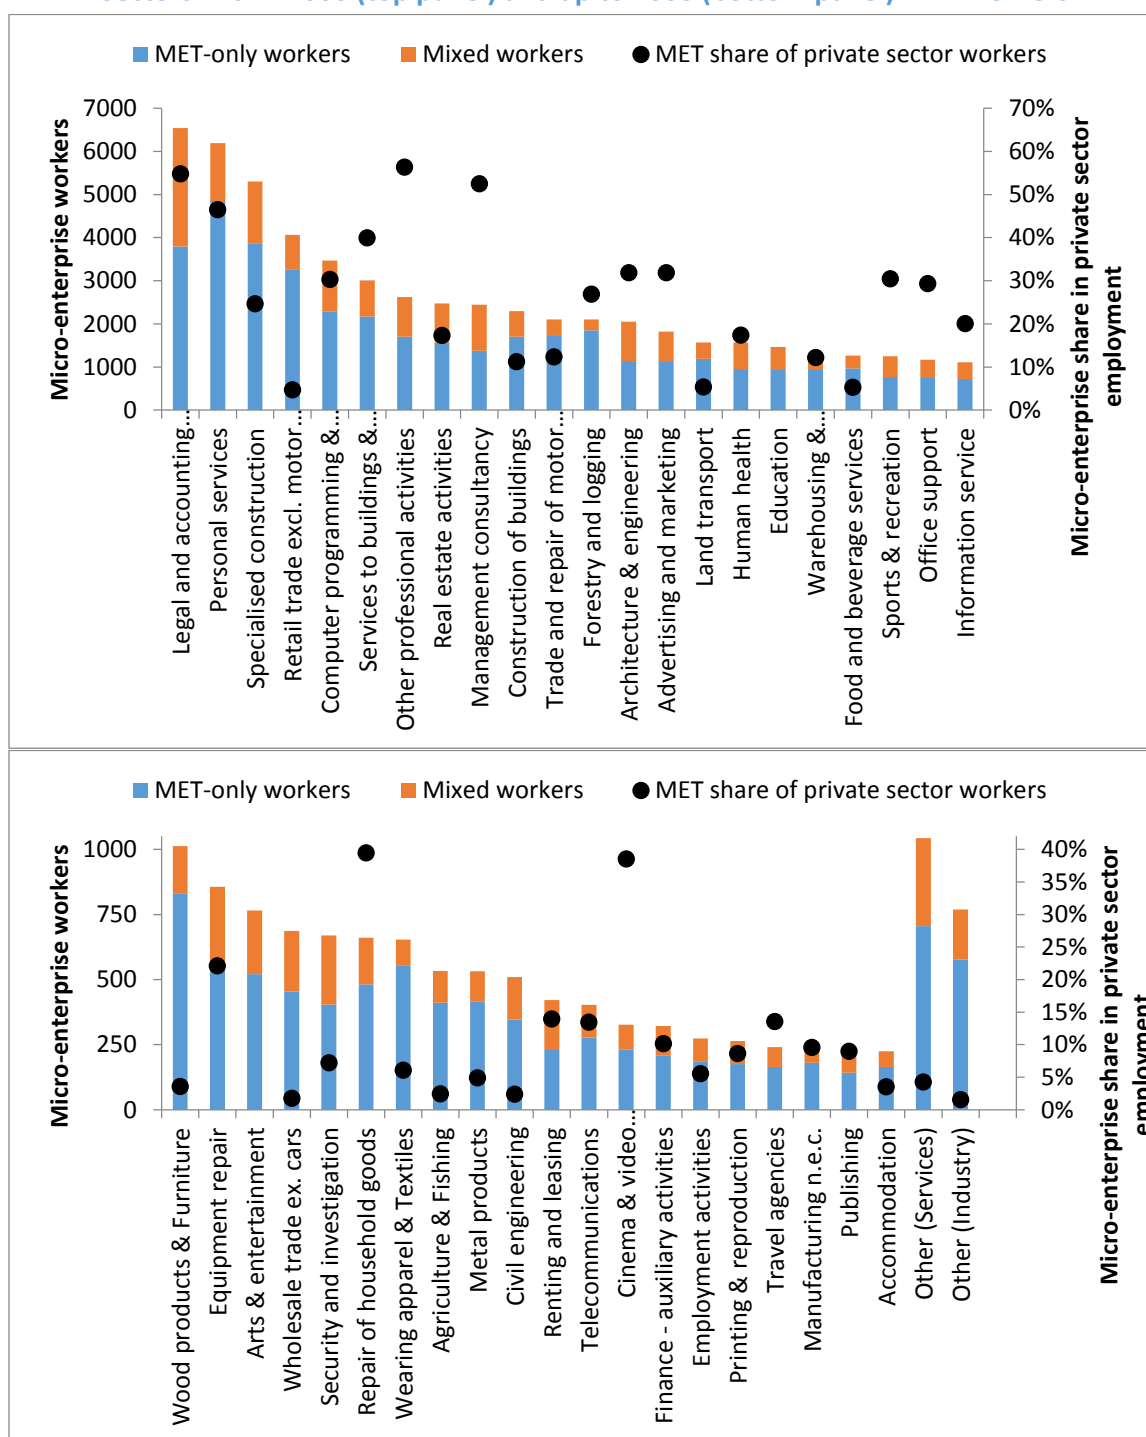 MET-only workers Mixed workers MET share of private sector workers
Micro-enterprise workers
7000
6000
5000
4000
3000
2000
1000
0
70%
60%
50%
40%
30%
20%
10%
0%
Micro-enterprise share in private sector
employment
Legal and accounting...
Personal services
Specialised construction
Retail trade excl. motor...
Computer programming &...
Services to buildings &...
Other professional activities
Real estate activities
Management consultancy
Construction of buildings
Trade and repair of motor...
Forestry and logging
Architecture & engineering
Advertising and marketing
Land transport
Human health
Education
Warehousing &...
Food and beverage services
Sports & recreation
Office support
Information service
MET-only workers Mixed workers MET share of private sector workers
Micro-enterprise workers
1000
750
500
250
0
40%
35%
30%
25%
20%
15%
10%
5%
0%
Micro-enterprise share in private sector
employment
Wood products & Furniture
Equipment repair
Arts & entertainment
Wholesale trade ex. cars
Security and investigation
Repair of household goods
Wearing apparel & Textiles
Agriculture & Fishing
Metal products
Civil engineering
Renting and leasing
Telecommunications
Cinema & video...
Finance - auxiliary activities
Employment activities
Printing & reproduction
Travel agencies
Manufacturing n.e.c.
Publishing
Accommodation
Other (Services)
Other (Industry)